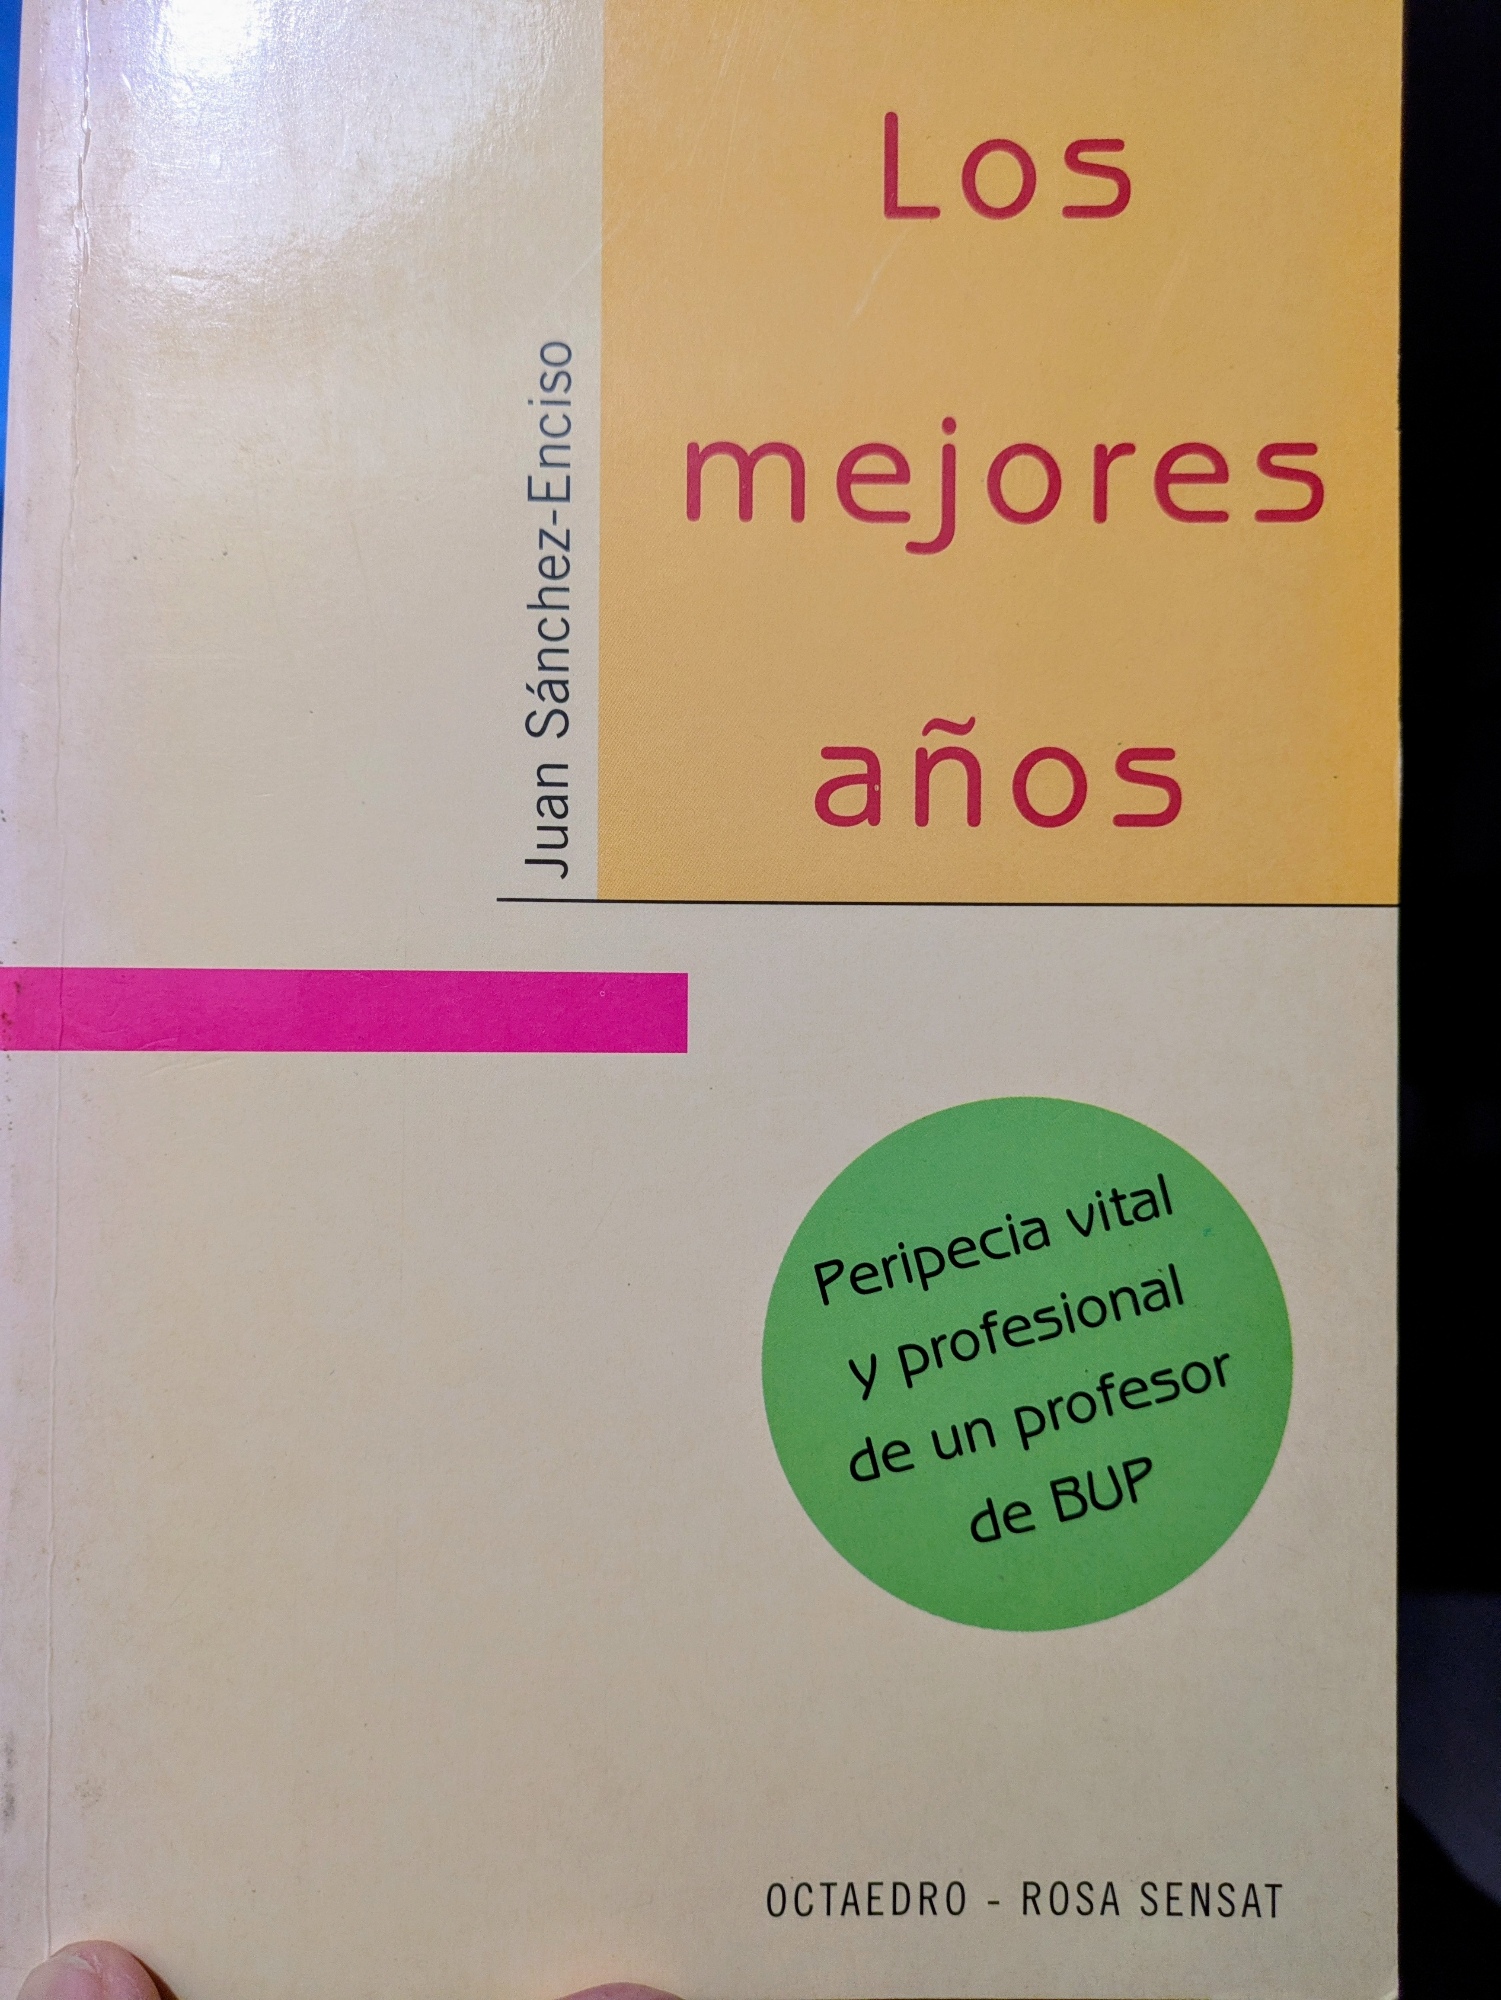 Los
mejores
años
Juan Sánchez-Enciso
Peripecia vital
y profesional
de un profesor
de BUP
OCTAEDRO - ROSA SENSAT